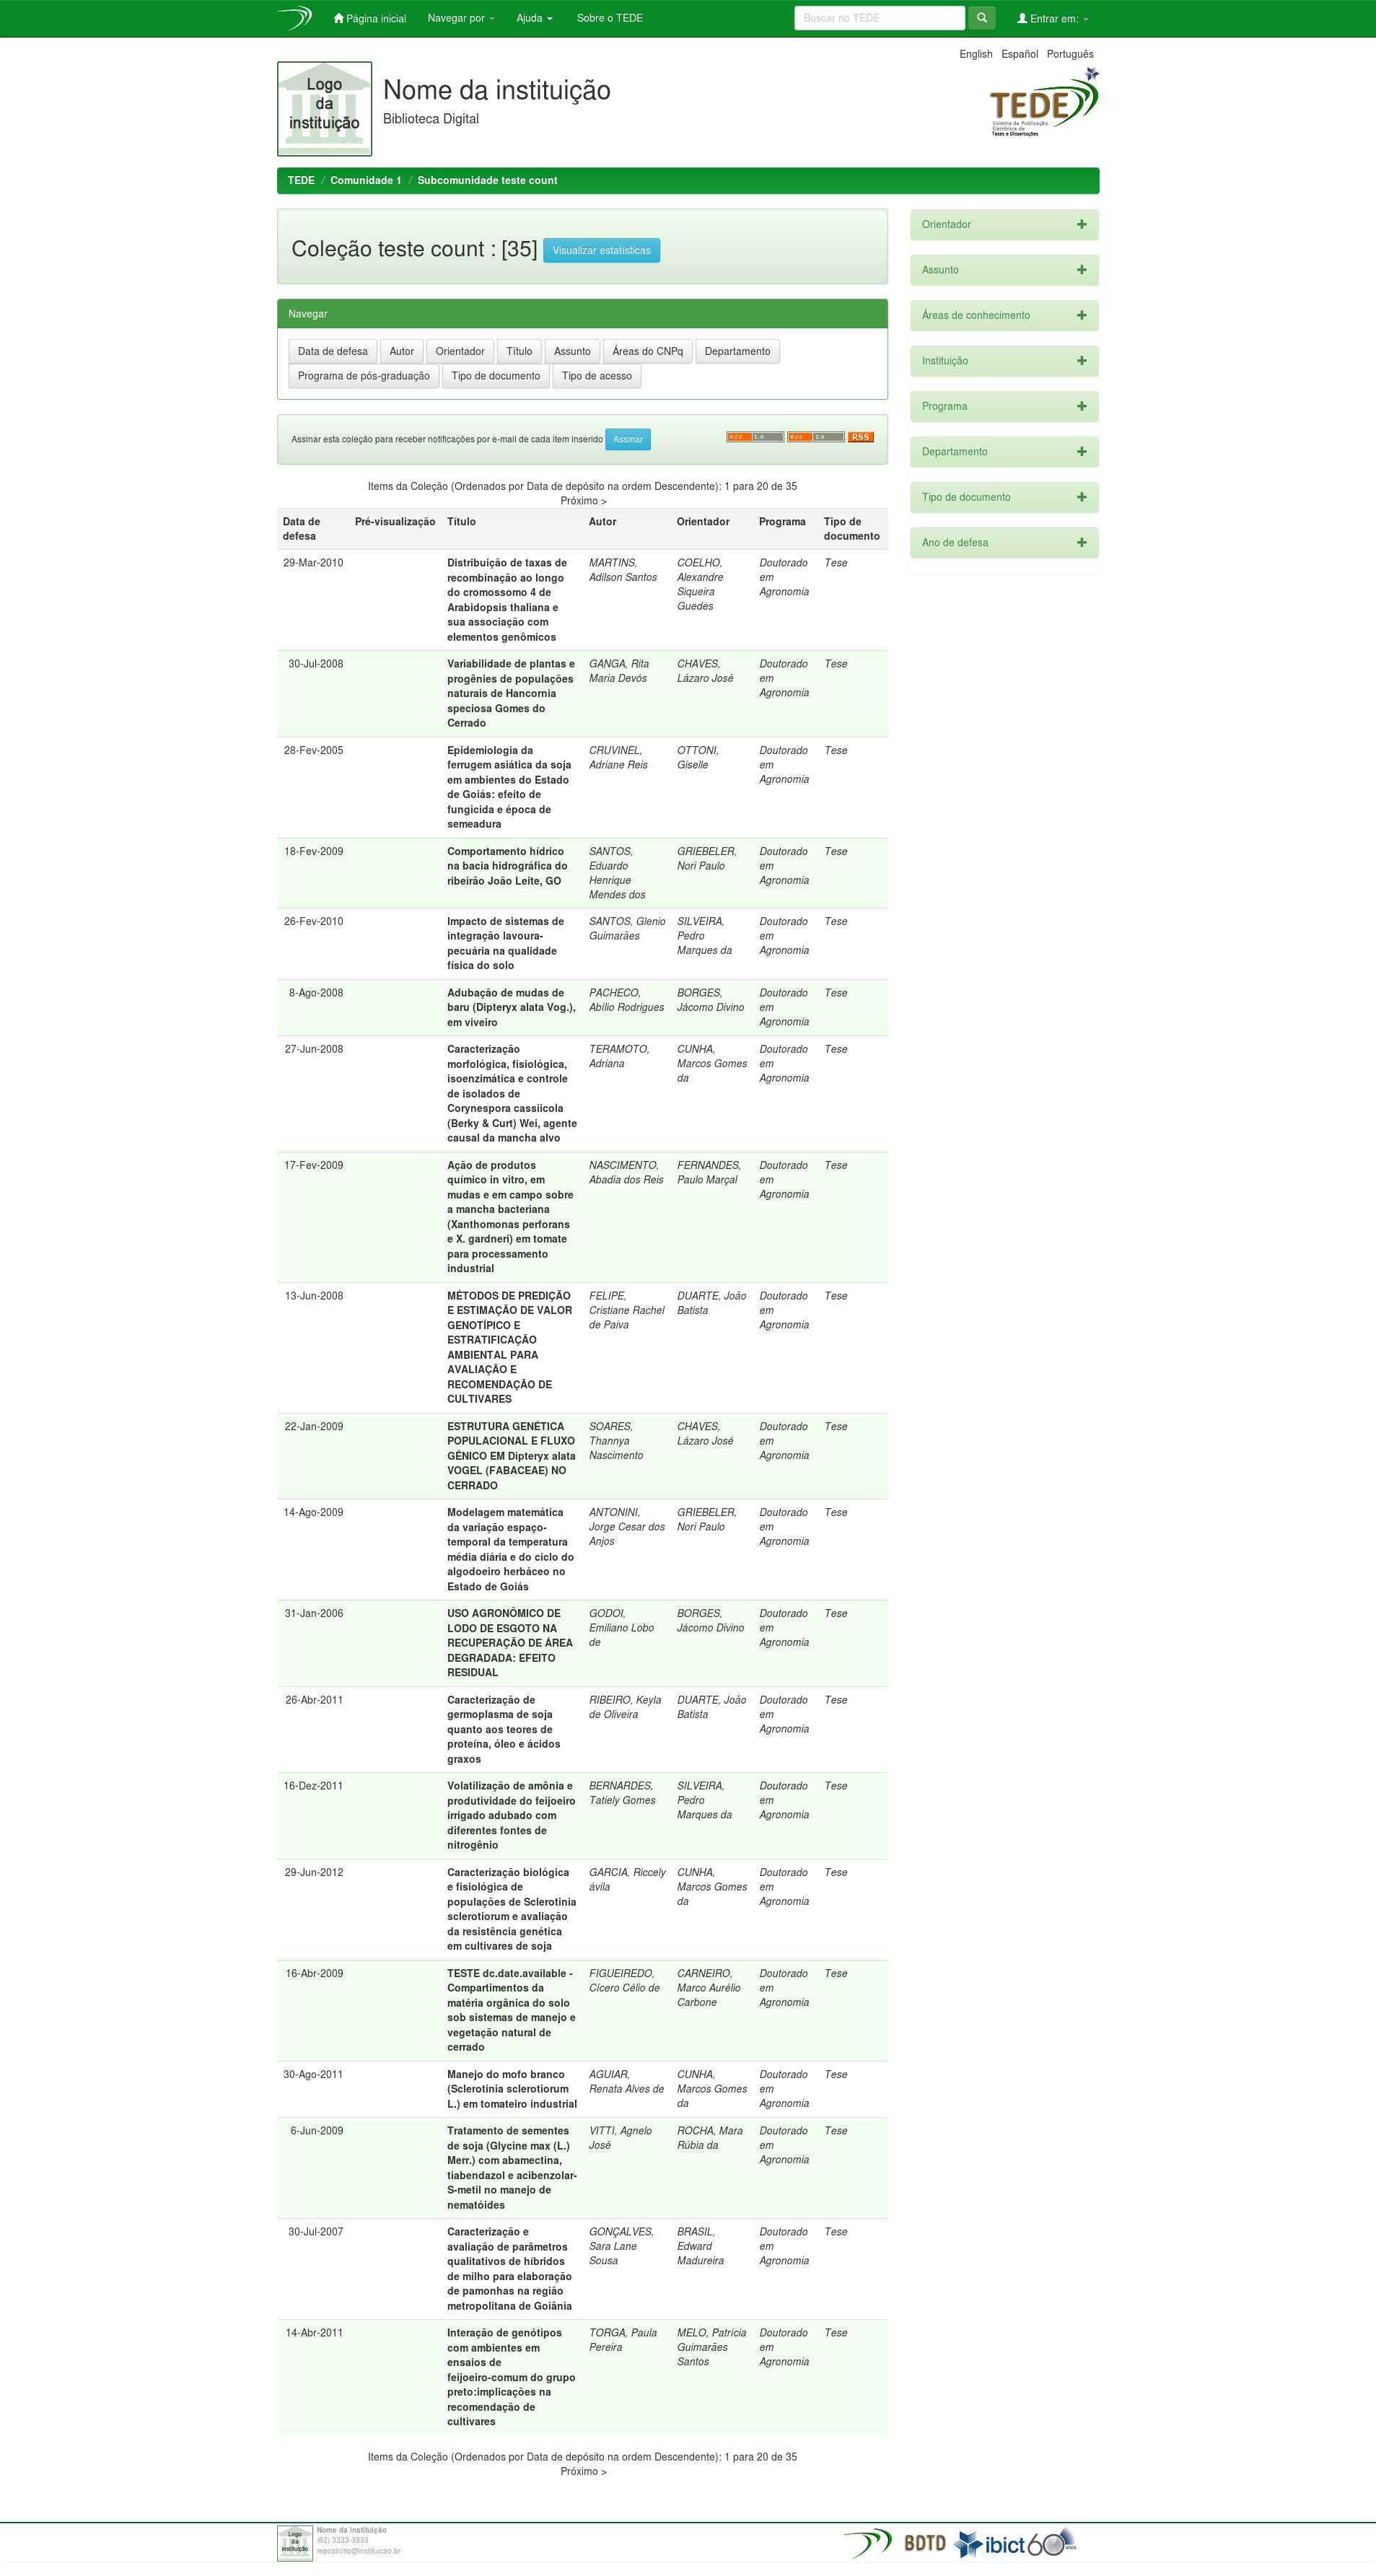 Página inicial Navegar por Ajuda Sobre o TEDE Buscar no TEDE Entrar em:
English Español Português
Logo
da
instituição
Nome da instituição
Biblioteca Digital
TEDE
Sistema de Publicação
Eletrônica de
Teses e Dissertações
TEDE / Comunidade 1 / Subcomunidade teste count
Coleção teste count : [35] Visualizar estatísticas
Navegar
Data de defesa Autor Orientador Título Assunto Áreas do CNPq Departamento
Programa de pós-graduação Tipo de documento Tipo de acesso
Assinar esta coleção para receber notificações por e-mail de cada item inserido Assinar RSS 1.0 RSS 2.0 RSS
Orientador
Assunto
Áreas de conhecimento
Instituição
Programa
Departamento
Tipo de documento
Ano de defesa
Items da Coleção (Ordenados por Data de depósito na ordem Descendente): 1 para 20 de 35
Próximo >
Data de Pré-visualização Título Autor Orientador Programa Tipo de
defesa documento
29-Mar-2010 Distribuição de taxas de MARTINS, COELHO, Doutorado Tese
recombinação ao longo Adilson Santos Alexandre em
do cromossomo 4 de Siqueira Agronomia
Arabidopsis thaliana e Guedes
sua associação com
elementos genômicos
30-Jul-2008 Variabilidade de plantas e GANGA, Rita CHAVES, Doutorado Tese
progênies de populações Maria Devós Lázaro José em
naturais de Hancornia Agronomia
speciosa Gomes do
Cerrado
28-Fev-2005 Epidemiologia da CRUVINEL, OTTONI, Doutorado Tese
ferrugem asiática da soja Adriane Reis Giselle em
em ambientes do Estado Agronomia
de Goiás: efeito de
fungicida e época de
semeadura
18-Fev-2009 Comportamento hídrico SANTOS, GRIEBELER, Doutorado Tese
na bacia hidrográfica do Eduardo Nori Paulo em
ribeirão João Leite, GO Henrique Agronomia
Mendes dos
26-Fev-2010 Impacto de sistemas de SANTOS, Glenio SILVEIRA, Doutorado Tese
integração lavoura- Guimarães Pedro em
pecuária na qualidade Marques da Agronomia
física do solo
8-Ago-2008 Adubação de mudas de PACHECO, BORGES, Doutorado Tese
baru (Dipteryx alata Vog.), Abílio Rodrigues Jácomo Divino em
em viveiro Agronomia
27-Jun-2008 Caracterização TERAMOTO, CUNHA, Doutorado Tese
morfológica, fisiológica, Adriana Marcos Gomes em
isoenzimática e controle da Agronomia
de isolados de
Corynespora cassiicola
(Berky & Curt) Wei, agente
causal da mancha alvo
17-Fev-2009 Ação de produtos NASCIMENTO, FERNANDES, Doutorado Tese
químico in vitro, em Abadia dos Reis Paulo Marçal em
mudas e em campo sobre Agronomia
a mancha bacteriana
(Xanthomonas perforans
e X. gardneri) em tomate
para processamento
industrial
13-Jun-2008 MÉTODOS DE PREDIÇÃO FELIPE, DUARTE, João Doutorado Tese
E ESTIMAÇÃO DE VALOR Cristiane Rachel Batista em
GENOTÍPICO E de Paiva Agronomia
ESTRATIFICAÇÃO
AMBIENTAL PARA
AVALIAÇÃO E
RECOMENDAÇÃO DE
CULTIVARES
22-Jan-2009 ESTRUTURA GENÉTICA SOARES, CHAVES, Doutorado Tese
POPULACIONAL E FLUXO Thannya Lázaro José em
GÊNICO EM Dipteryx alata Nascimento Agronomia
VOGEL (FABACEAE) NO
CERRADO
14-Ago-2009 Modelagem matemática ANTONINI, GRIEBELER, Doutorado Tese
da variação espaço- Jorge Cesar dos Nori Paulo em
temporal da temperatura Anjos Agronomia
média diária e do ciclo do
algodoeiro herbáceo no
Estado de Goiás
31-Jan-2006 USO AGRONÔMICO DE GODOI, BORGES, Doutorado Tese
LODO DE ESGOTO NA Emiliano Lobo Jácomo Divino em
RECUPERAÇÃO DE ÁREA de Agronomia
DEGRADADA: EFEITO
RESIDUAL
26-Abr-2011 Caracterização de RIBEIRO, Keyla DUARTE, João Doutorado Tese
germoplasma de soja de Oliveira Batista em
quanto aos teores de Agronomia
proteína, óleo e ácidos
graxos
16-Dez-2011 Volatilização de amônia e BERNARDES, SILVEIRA, Doutorado Tese
produtividade do feijoeiro Tatiely Gomes Pedro em
irrigado adubado com Marques da Agronomia
diferentes fontes de
nitrogênio
29-Jun-2012 Caracterização biológica GARCIA, Riccely CUNHA, Doutorado Tese
e fisiológica de ávila Marcos Gomes em
populações de Sclerotinia da Agronomia
sclerotiorum e avaliação
da resistência genética
em cultivares de soja
16-Abr-2009 TESTE dc.date.available - FIGUEIREDO, CARNEIRO, Doutorado Tese
Compartimentos da Cícero Célio de Marco Aurélio em
matéria orgânica do solo Carbone Agronomia
sob sistemas de manejo e
vegetação natural de
cerrado
30-Ago-2011 Manejo do mofo branco AGUIAR, CUNHA, Doutorado Tese
(Sclerotinia sclerotiorum Renata Alves de Marcos Gomes em
L.) em tomateiro industrial da Agronomia
6-Jun-2009 Tratamento de sementes VITTI, Agnelo ROCHA, Mara Doutorado Tese
de soja (Glycine max (L.) José Rúbia da em
Merr.) com abamectina, Agronomia
tiabendazol e acibenzolar-
S-metil no manejo de
nematóides
30-Jul-2007 Caracterização e GONÇALVES, BRASIL, Doutorado Tese
avaliação de parâmetros Sara Lane Edward em
qualitativos de híbridos Sousa Madureira Agronomia
de milho para elaboração
de pamonhas na região
metropolitana de Goiânia
14-Abr-2011 Interação de genótipos TORGA, Paula MELO, Patrícia Doutorado Tese
com ambientes em Pereira Guimarães em
ensaios de Santos Agronomia
feijoeiro-comum do grupo
preto:implicações na
recomendação de
cultivares
Items da Coleção (Ordenados por Data de depósito na ordem Descendente): 1 para 20 de 35
Próximo >
Logo
da
instituição
Nome da instituição
(62) 3333-3333
repositorio@instituicao.br
BDTD ibict 60 anos